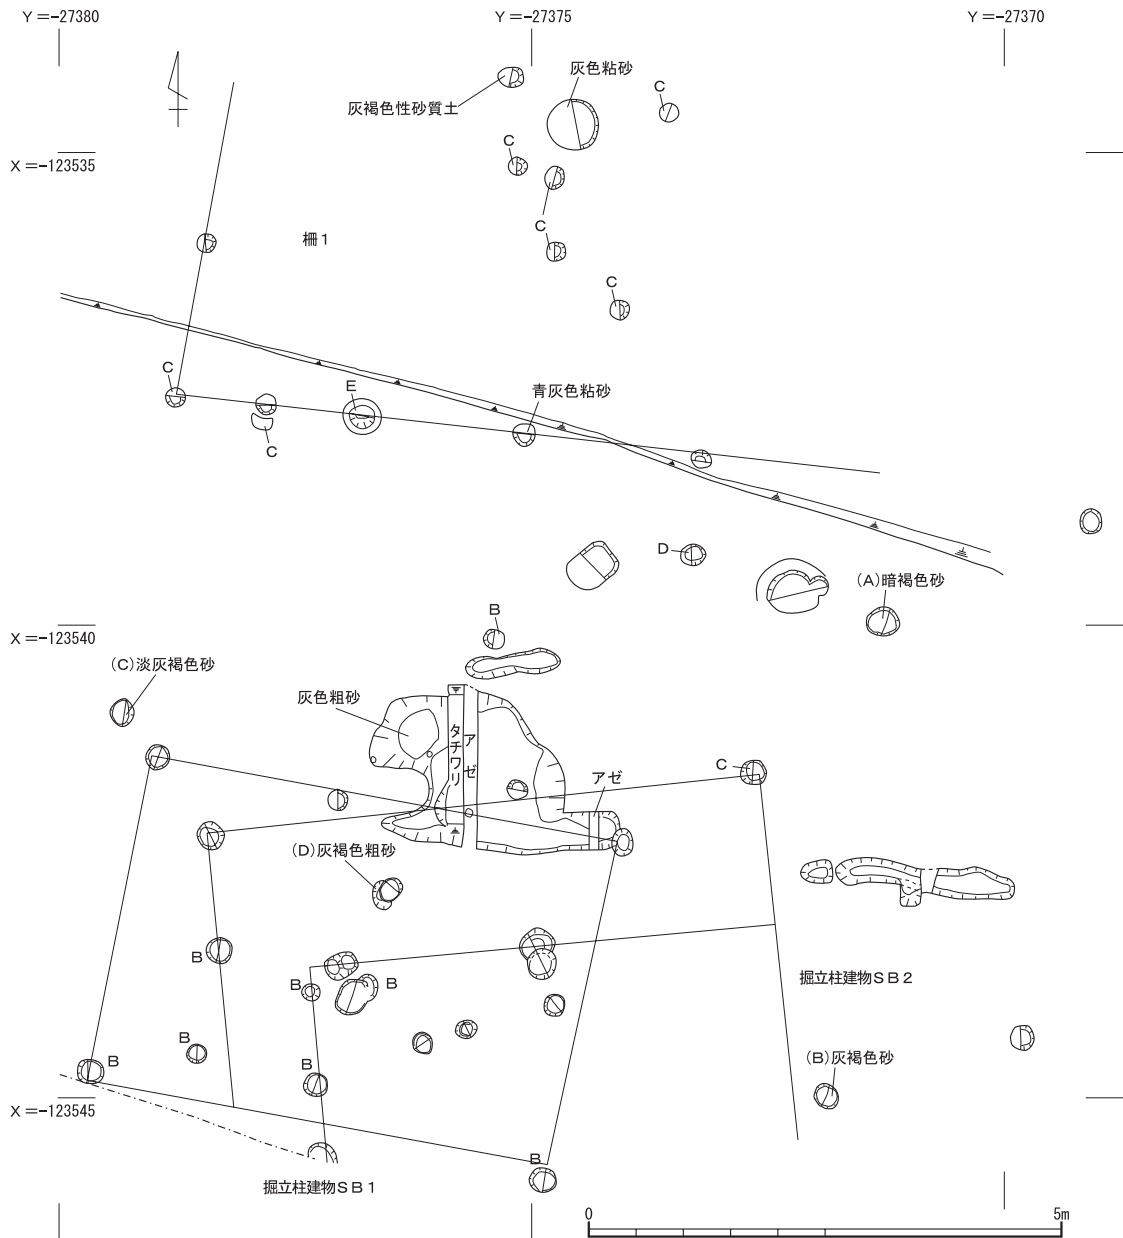 Y=-27380
Y=-27375
Y=-27370
灰色粘砂
C
灰褐色性砂質土
C
X=-123535
C
柵1
C
C
E
青灰色粘砂
C
D
(A)暗褐色砂
B
X=-123540
(C)淡灰褐色砂
灰色粗砂
タチワリ
アゼ
C
アゼ
(D)灰褐色粗砂
B
B
B
掘立柱建物SB2
B
B
B
(B)灰褐色砂
X=-123545
B
掘立柱建物SB1
0
5m